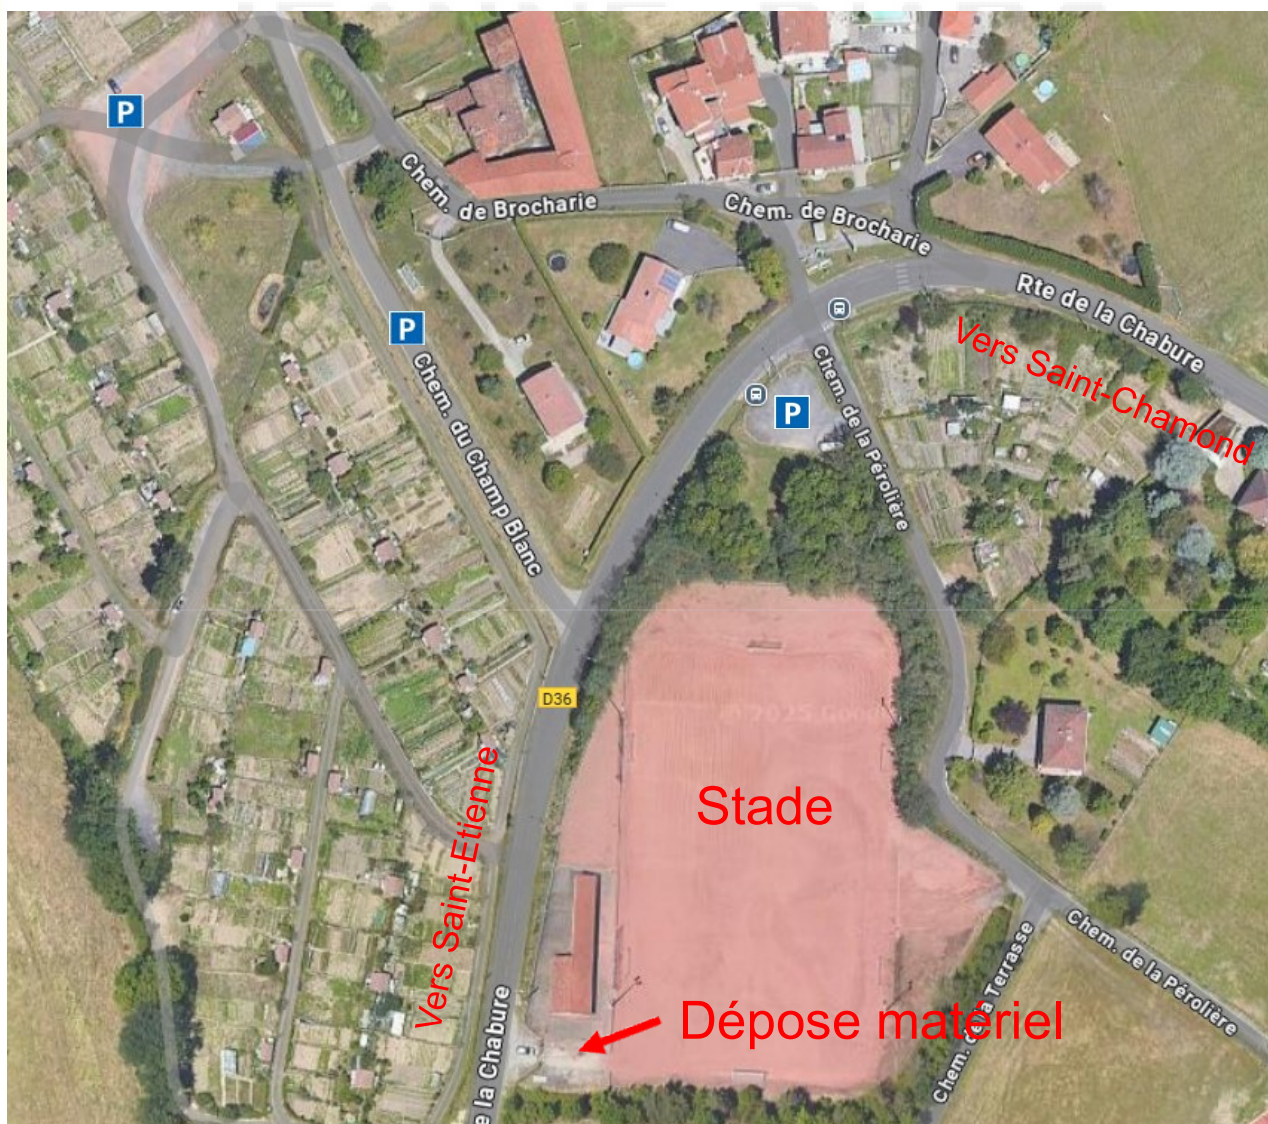 P
Chem. de Brocharie
Chem. de Brocharie
Rte de la Chabure
P
Vers Saint-Chamond
Chem. du Champ Blanc
P
Chem. de la Pérolière
D36
Stade
Vers Saint-Etienne
Dépose matériel
Chem. de la Terrasse
Chem. de la Pérolière
e la Chabure